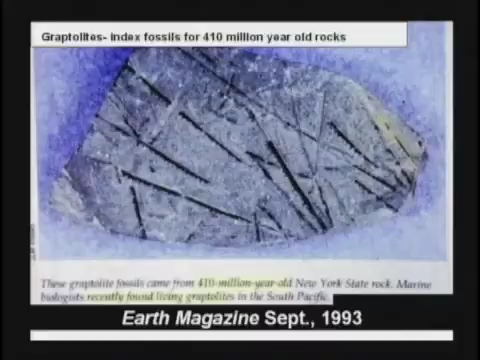 Graptolites- Index fossils for 410 million year old rocks
These graptolite fossils came from 410-million-year-old New York State rock. Marine
biologists recently found living graptolites in the South Pacific.
Earth Magazine Sept., 1993